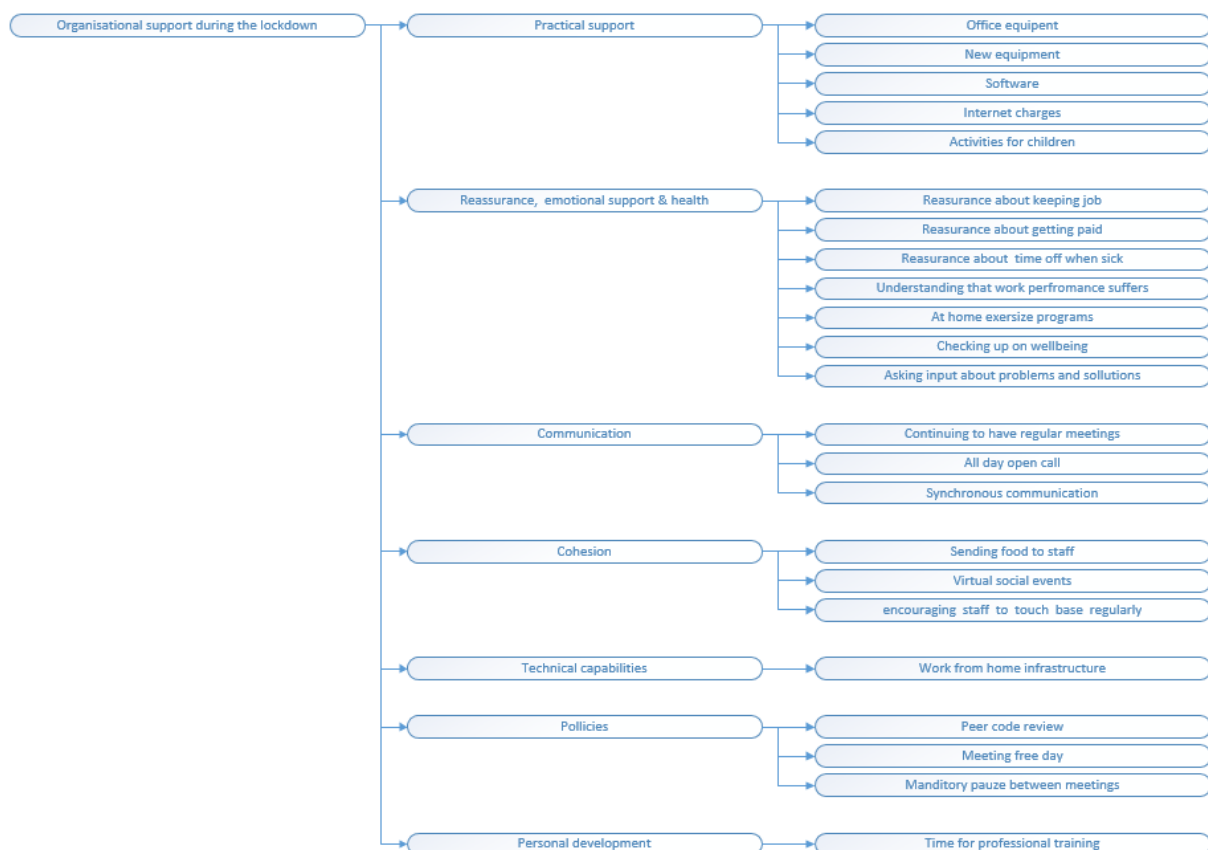 Organisational support during the lockdown
Practical support
Office equipent
New equipment
Software
Internet charges
Activities for children
Reassurance, emotional support & health
Reasurance about keeping job
Reasurance about getting paid
Reasurance about time off when sick
Understanding that work perfromance suffers
At home exersize programs
Checking up on wellbeing
Asking input about problems and sollutions
Communication
Continuing to have regular meetings
All day open call
Synchronous communication
Cohesion
Sending food to staff
Virtual social events
encouraging staff to touch base regularly
Technical capabilities
Work from home infrastructure
Pollicies
Peer code review
Meeting free day
Manditory pauze between meetings
Personal development
Time for professional training